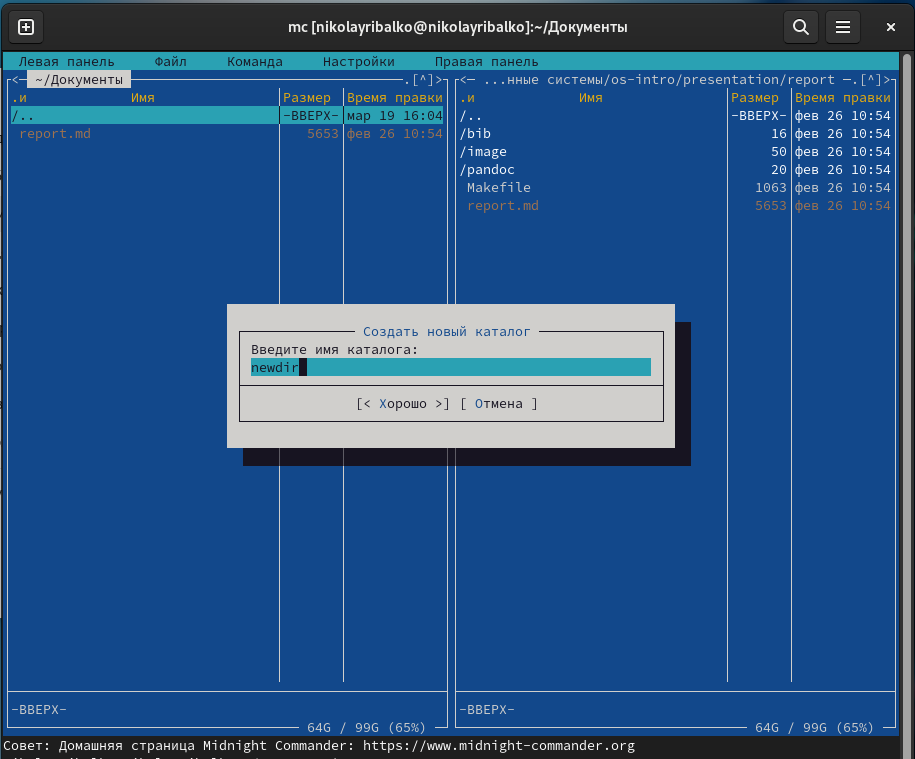 mc [nikolayribalko@nikolayribalko]:~/Документы
Левая панель Файл Команда Настройки Правая панель
<─ ~/Документы ─.[^]>
.и Имя Размер Время правки
/.. -ВВЕРХ- мар 19 16:04
report.md 5653 фев 26 10:54
<─ ...нные системы/os-intro/presentation/report ─.[^]>
.и Имя Размер Время правки
/.. -ВВЕРХ- фев 26 10:54
/bib 16 фев 26 10:54
/image 50 фев 26 10:54
/pandoc 20 фев 26 10:54
Makefile 1063 фев 26 10:54
report.md 5653 фев 26 10:54
Создать новый каталог
Введите имя каталога:
newdir
[< Хорошо >] [ Отмена ]
-ВВЕРХ-
64G / 99G (65%)
-ВВЕРХ-
64G / 99G (65%)
Совет: Домашняя страница Midnight Commander: https://www.midnight-commander.org